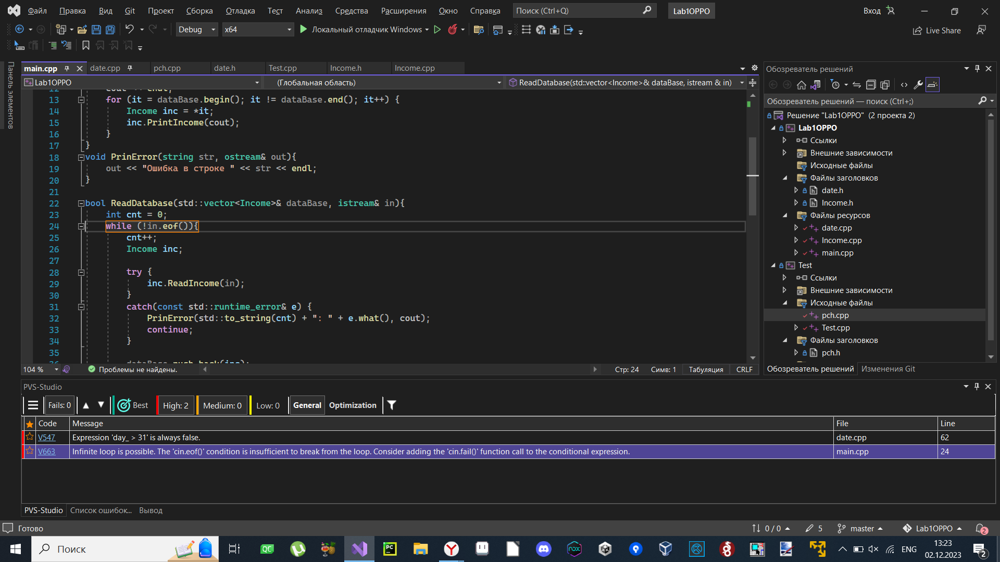 Файл Правка Вид Git Проект Сборка Отладка Тест Анализ Средства Расширения Окно Справка Поиск (Ctrl+Q) Lab1OPPO Вход
Debug x64 Локальный отладчик Windows Live Share
Панель элементов
main.cpp date.cpp pch.cpp date.h Test.cpp Income.h Income.cpp
Lab1OPPO (Глобальная область) ReadDatabase(std::vector<Income>& dataBase, istream & in)
12 cout << endl;
13 for (it = dataBase.begin(); it != dataBase.end(); it++) {
14 Income inc = *it;
15 inc.PrintIncome(cout);
16 }
17 }
18 void PrinError(string str, ostream& out){
19 out << "Ошибка в строке " << str << endl;
20 }
21
22 bool ReadDatabase(std::vector<Income>& dataBase, istream& in){
23 int cnt = 0;
24 while (!in.eof()){
25 cnt++;
26 Income inc;
27
28 try {
29 inc.ReadIncome(in);
30 }
31 catch(const std::runtime_error& e) {
32 PrinError(std::to_string(cnt) + ": " + e.what(), cout);
33 continue;
34 }
35
36 dataBase.push_back(inc);
104 % Проблемы не найдены. Стр: 24 Симв: 1 Табуляция CRLF
Обозреватель решений
Обозреватель решений — поиск (Ctrl+;)
Решение "Lab1OPPO" (2 проекта 2)
Lab1OPPO
Ссылки
Внешние зависимости
Исходные файлы
Файлы заголовков
date.h
Income.h
Файлы ресурсов
date.cpp
Income.cpp
main.cpp
Test
Ссылки
Внешние зависимости
Исходные файлы
pch.cpp
Test.cpp
Файлы заголовков
pch.h
Обозреватель решений Изменения Git
PVS-Studio
Fails: 0 Best High: 2 Medium: 0 Low: 0 General Optimization
Code Message File Line
V547 Expression 'day_ > 31' is always false. date.cpp 62
V663 Infinite loop is possible. The 'cin.eof()' condition is insufficient to break from the loop. Consider adding the 'cin.fail()' function call to the conditional expression. main.cpp 24
PVS-Studio Список ошибок... Вывод
Готово 0 / 0 5 master Lab1OPPO 2
Поиск QC PC nox ENG 13:23
02.12.2023 2